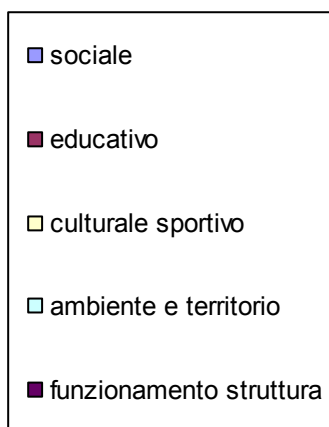 sociale
educativo
culturale sportivo
ambiente e territorio
funzionamento struttura